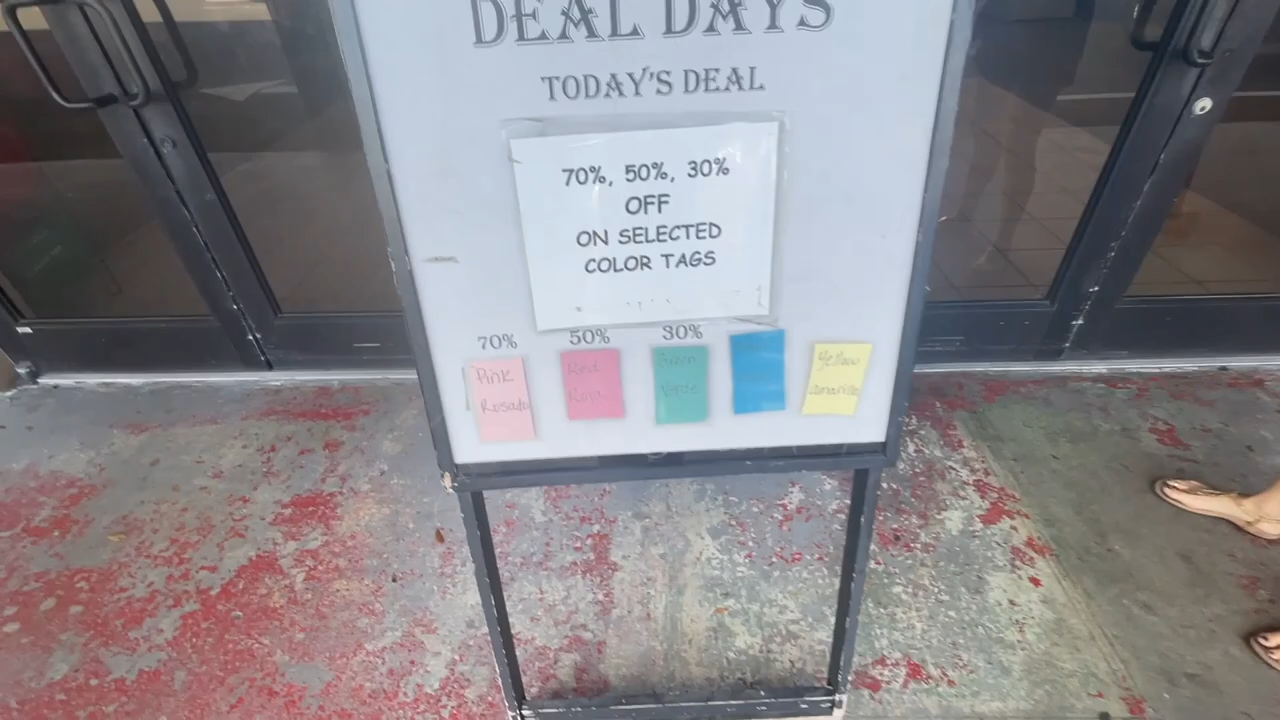 DEAL DAYS
TODAY'S DEAL
70%, 50%, 30%
OFF
ON SELECTED
COLOR TAGS
70% 50% 30%
Pink Red Green Yellow
Rosado Roja Verde amarillo